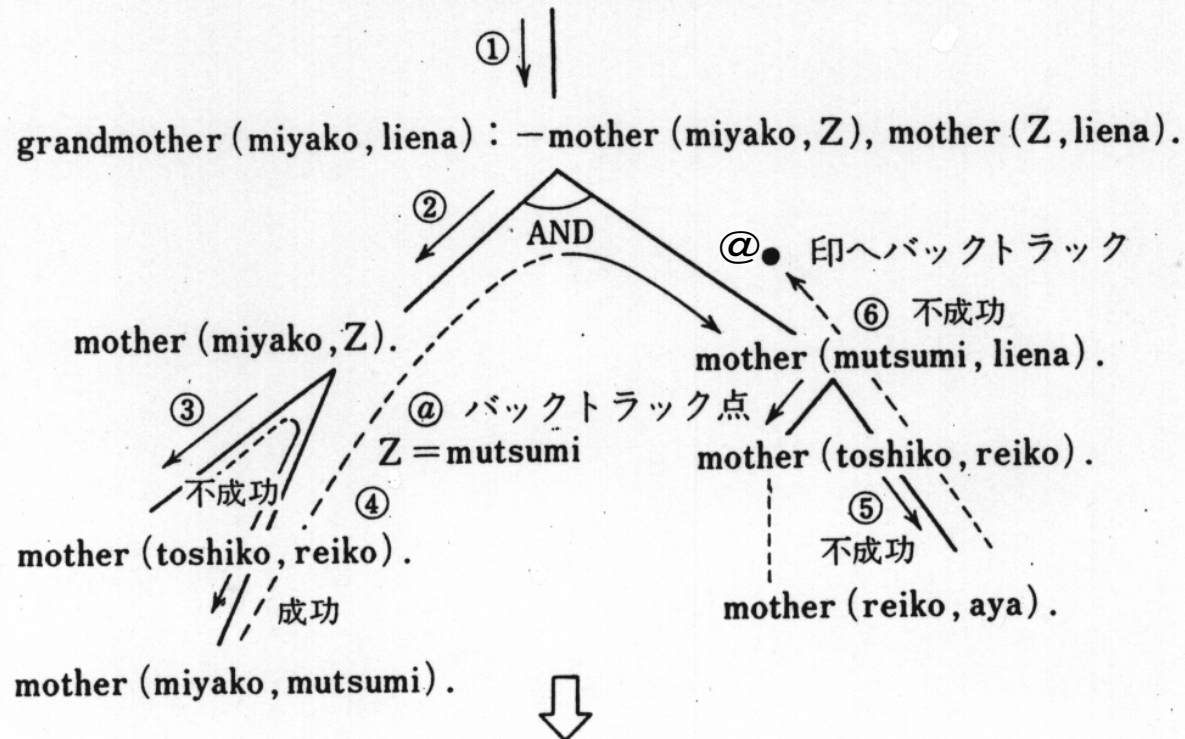 ①
grandmother (miyako, liena) : −mother (miyako, Z), mother (Z, liena).
②
AND
@● 印へバックトラック
⑥ 不成功
mother (miyako, Z).
mother (mutsumi, liena).
③
@ バックトラック点
Z=mutsumi
mother (toshiko, reiko).
不成功
④
⑤
不成功
mother (toshiko, reiko).
成功
mother (reiko, aya).
mother (miyako, mutsumi).